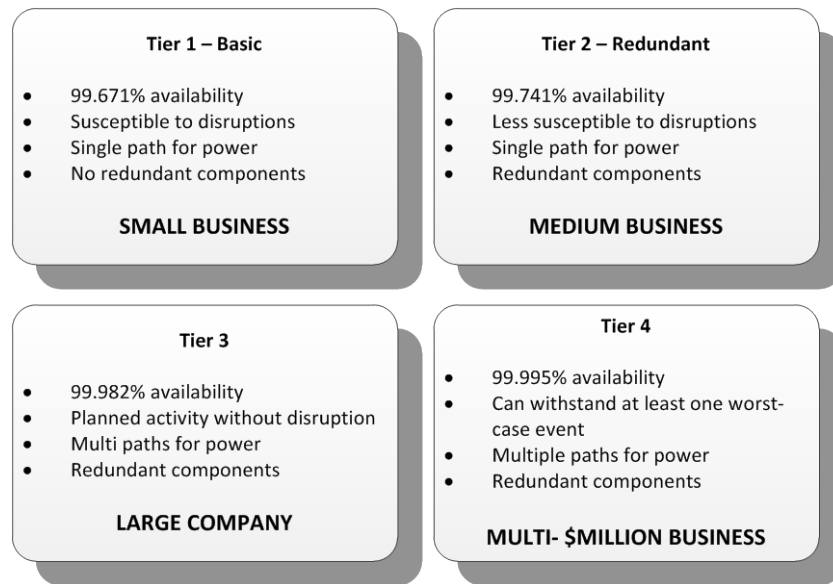 Tier 1 – Basic
• 99.671% availability
• Susceptible to disruptions
• Single path for power
• No redundant components
SMALL BUSINESS
Tier 2 – Redundant
• 99.741% availability
• Less susceptible to disruptions
• Single path for power
• Redundant components
MEDIUM BUSINESS
Tier 3
• 99.982% availability
• Planned activity without disruption
• Multi paths for power
• Redundant components
LARGE COMPANY
Tier 4
• 99.995% availability
• Can withstand at least one worst-
case event
• Multiple paths for power
• Redundant components
MULTI- $MILLION BUSINESS